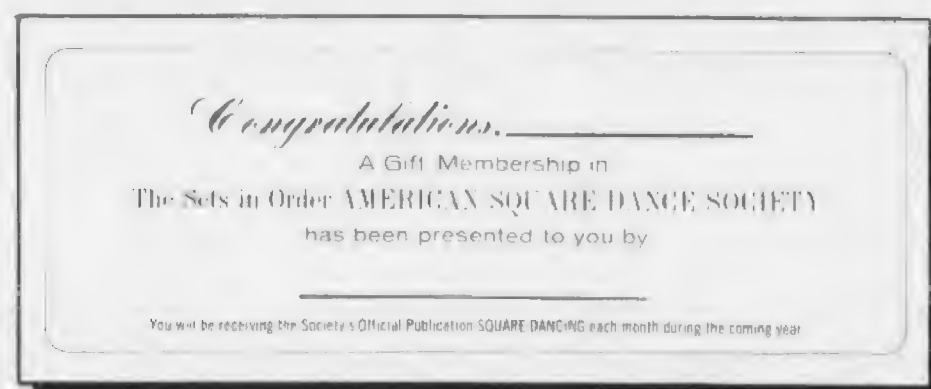 Congratulations,
A Gift Membership in
The Sets in Order AMERICAN SQUARE DANCE SOCIETY
has been presented to you by
You will be receiving the Society's Official Publication SQUARE DANCING each month during the coming year